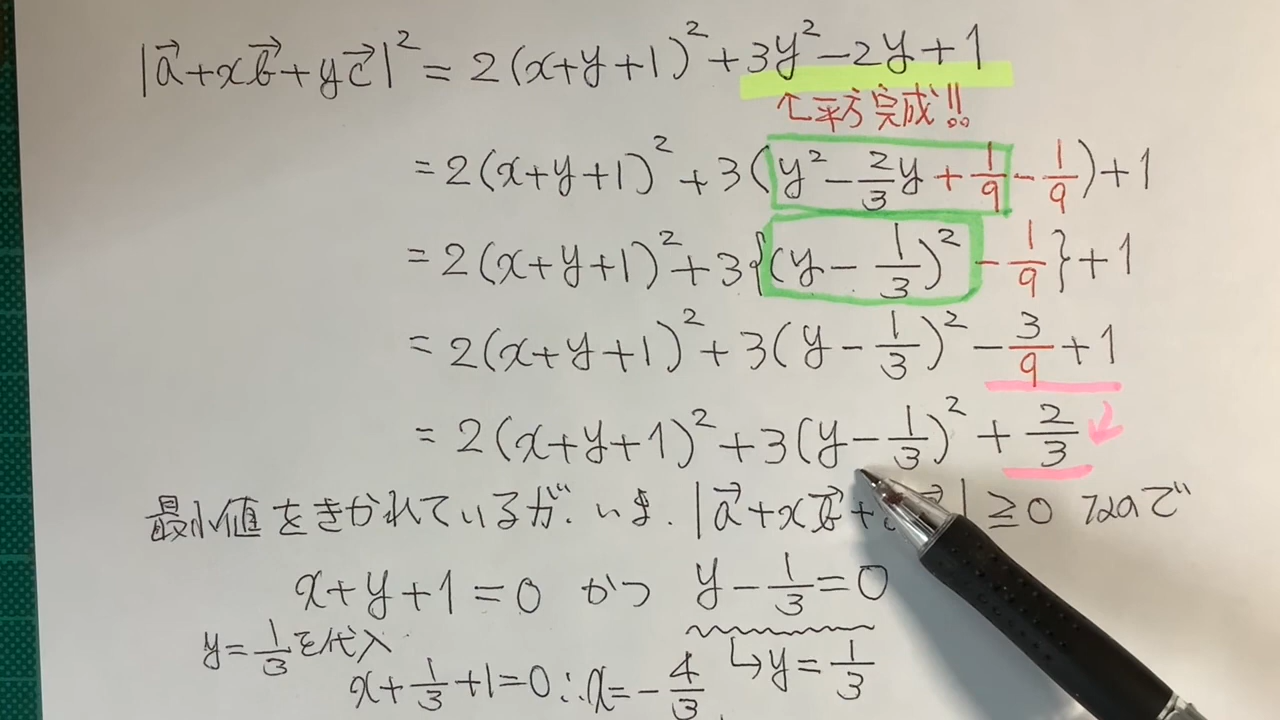 |a⃗+xb⃗+yc⃗|² = 2(x+y+1)²+3y²-2y+1
↑平方完成!!
=2(x+y+1)²+3(y²-2/3y+1/9-1/9)+1
=2(x+y+1)²+3{(y-1/3)²-1/9}+1
=2(x+y+1)²+3(y-1/3)²-3/9+1
=2(x+y+1)²+3(y-1/3)²+2/3
最小値をきかれているが、いま、|a⃗+xb⃗+ |≧0 なので
x+y+1=0 かつ y-1/3=0
y=1/3を代入 ↳y=1/3
x+1/3+1=0∴x=-4/3